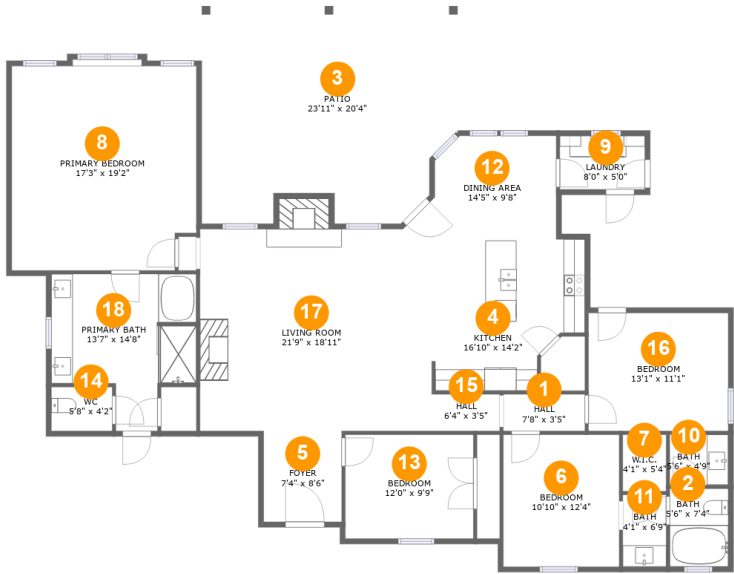 3
PATIO
23'11" x 20'4"
8
PRIMARY BEDROOM
17'3" x 19'2"
9
LAUNDRY
8'0" x 5'0"
12
DINING AREA
14'5" x 9'8"
18
PRIMARY BATH
13'7" x 14'8"
17
LIVING ROOM
21'9" x 18'11"
4
KITCHEN
16'10" x 14'2"
16
BEDROOM
13'1" x 11'1"
14
WC
5'8" x 4'2"
15
HALL
6'4" x 3'5"
1
HALL
7'8" x 3'5"
5
FOYER
7'4" x 8'6"
13
BEDROOM
12'0" x 9'9"
6
BEDROOM
10'10" x 12'4"
7
W.I.C.
4'1" x 5'4"
10
BATH
5'6" x 4'9"
11
BATH
4'1" x 6'9"
2
BATH
5'6" x 7'4"